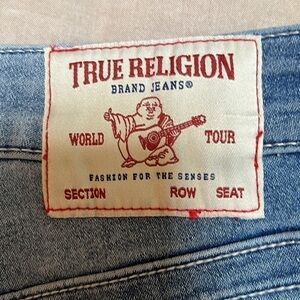 TRUE RELIGION
BRAND JEANS®
WORLD TOUR
FASHION FOR THE SENSES
SECTION ROW SEAT